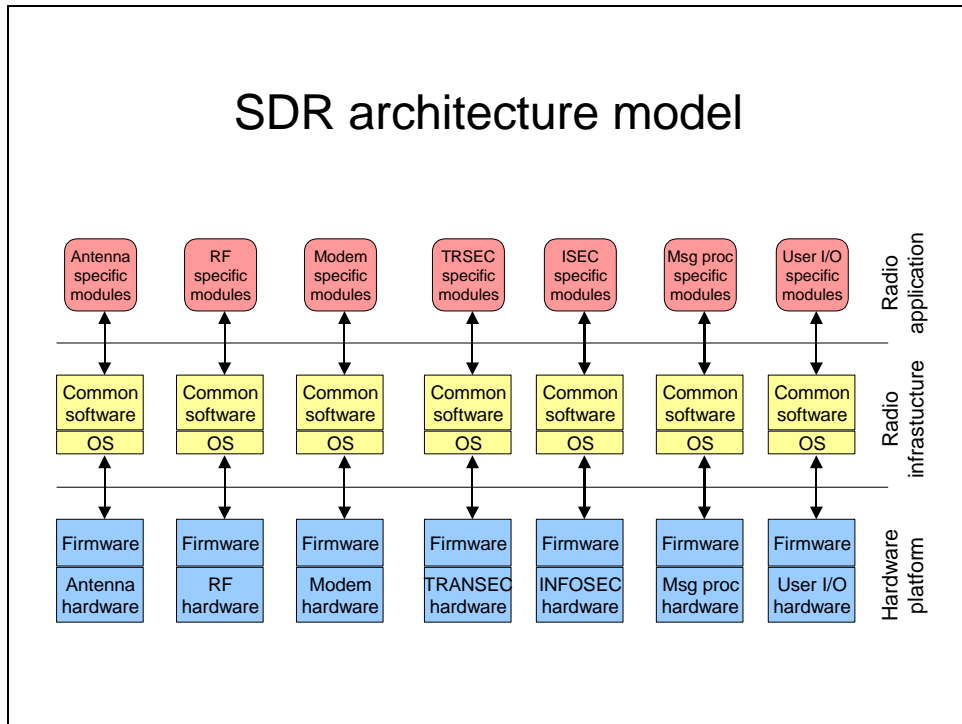 SDR architecture model
Antenna
specific
modules
RF
specific
modules
Modem
specific
modules
TRSEC
specific
modules
ISEC
specific
modules
Msg proc
specific
modules
User I/O
specific
modules
Radio
application
Common
software
OS
Common
software
OS
Common
software
OS
Common
software
OS
Common
software
OS
Common
software
OS
Common
software
OS
Radio
infrastucture
Firmware
Antenna
hardware
Firmware
RF
hardware
Firmware
Modem
hardware
Firmware
TRANSEC
hardware
Firmware
INFOSEC
hardware
Firmware
Msg proc
hardware
Firmware
User I/O
hardware
Hardware
platform